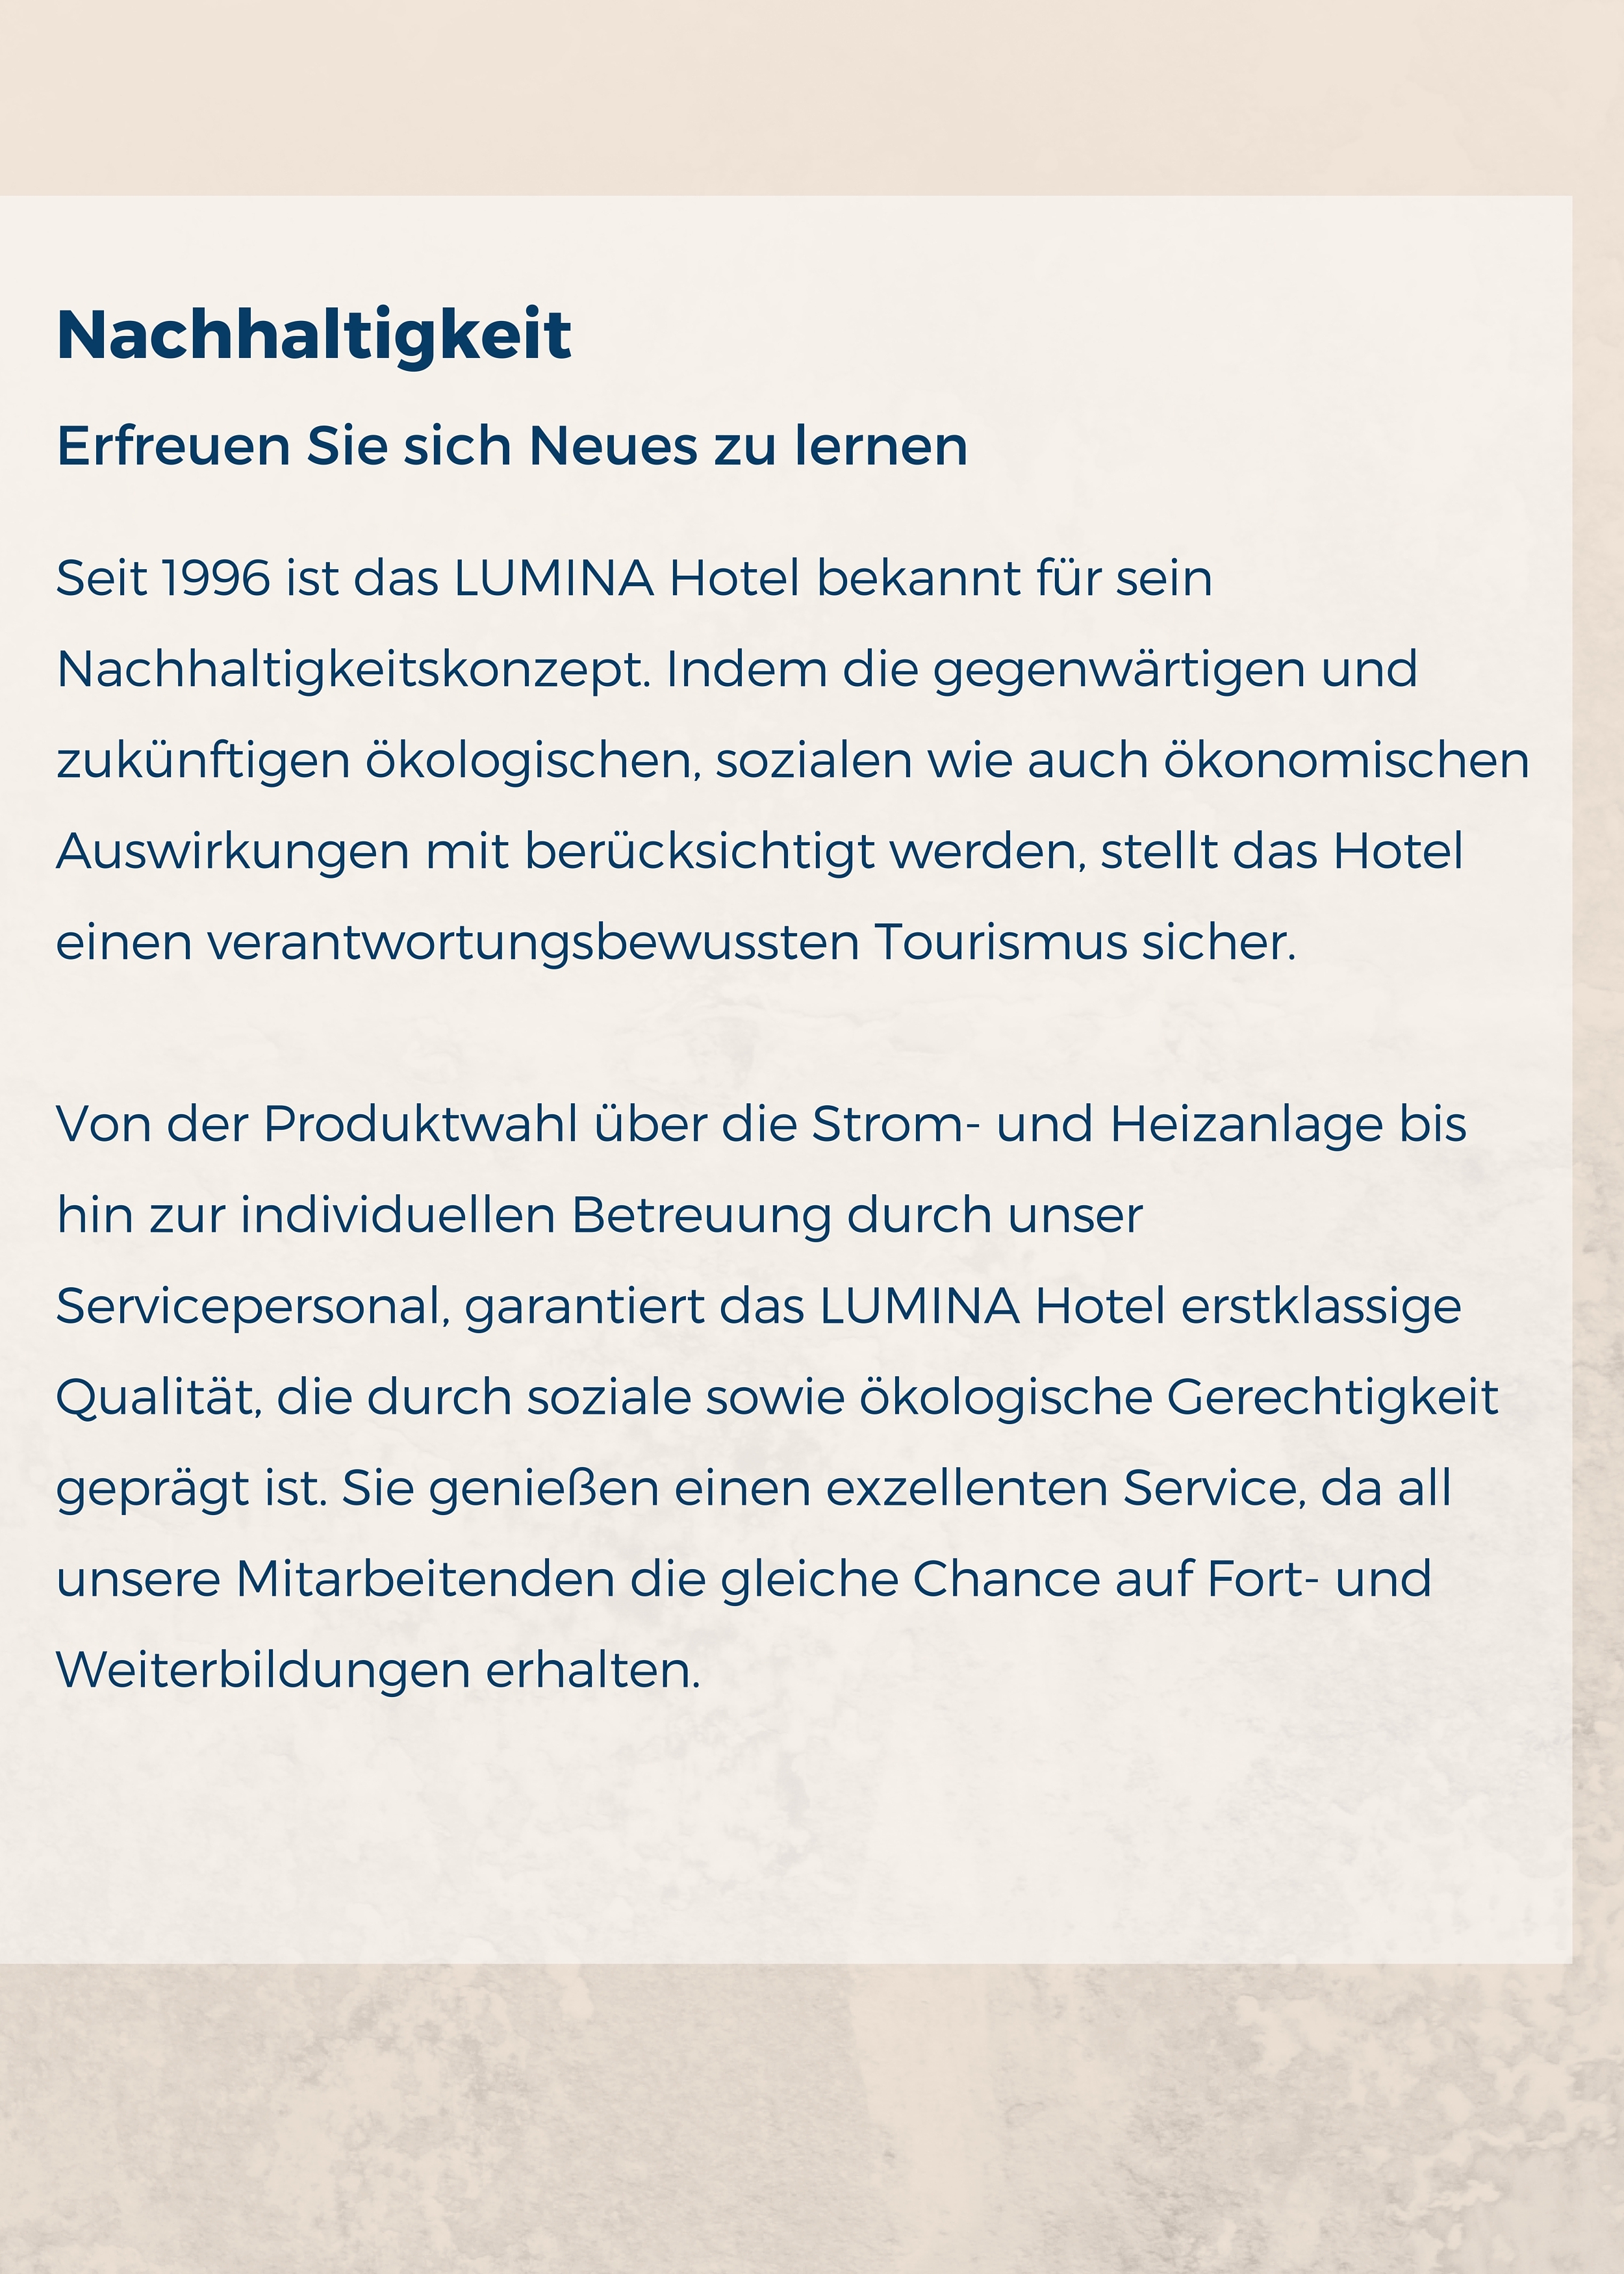 Nachhaltigkeit
Erfreuen Sie sich Neues zu lernen
Seit 1996 ist das LUMINA Hotel bekannt für sein
Nachhaltigkeitskonzept. Indem die gegenwärtigen und
zukünftigen ökologischen, sozialen wie auch ökonomischen
Auswirkungen mit berücksichtigt werden, stellt das Hotel
einen verantwortungsbewussten Tourismus sicher.
Von der Produktwahl über die Strom- und Heizanlage bis
hin zur individuellen Betreuung durch unser
Servicepersonal, garantiert das LUMINA Hotel erstklassige
Qualität, die durch soziale sowie ökologische Gerechtigkeit
geprägt ist. Sie genießen einen exzellenten Service, da all
unsere Mitarbeitenden die gleiche Chance auf Fort- und
Weiterbildungen erhalten.